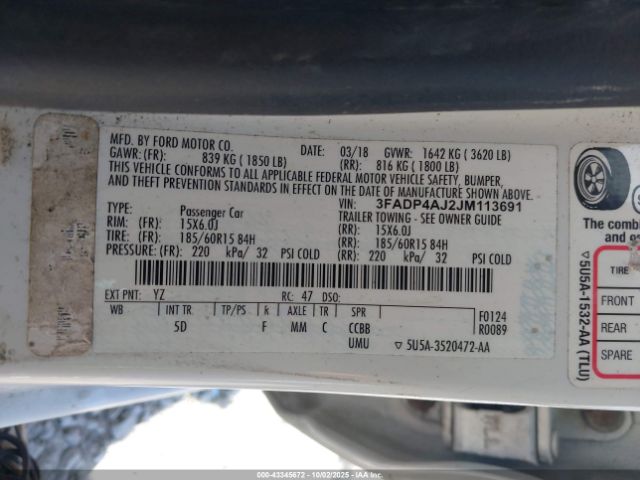 MFD. BY FORD MOTOR CO.
DATE: 03/18 GVWR: 1642 KG ( 3620 LB)
GAWR: (FR): 839 KG ( 1850 LB) (RR): 816 KG ( 1800 LB)
THIS VEHICLE CONFORMS TO ALL APPLICABLE FEDERAL MOTOR VEHICLE SAFETY, BUMPER,
AND THEFT PREVENTION STANDARDS IN EFFECT ON THE DATE OF MANUFACTURE SHOWN ABOVE.
VIN: 3FADP4AJ2JM113691
TYPE: Passenger Car TRAILER TOWING - SEE OWNER GUIDE
RIM: (FR): 15X6.0J (RR): 15X6.0J
TIRE: (FR): 185/60R15 84H (RR): 185/60R15 84H
PRESSURE: (FR): 220 kPa/ 32 PSI COLD (RR): 220 kPa/ 32 PSI COLD
EXT PNT: YZ RC: 47 DSO:
WB INT TR. TP/PS k AXLE TR SPR F0124
5D F MM C CCBB R0089
UMU ▽ 5U5A-3520472-AA
▽ 5U5A-1532-AA (TLU)
The combin
and
TIRE
FRONT
REAR
SPARE
000-43345672 - 10/02/2025 - IAAI.com